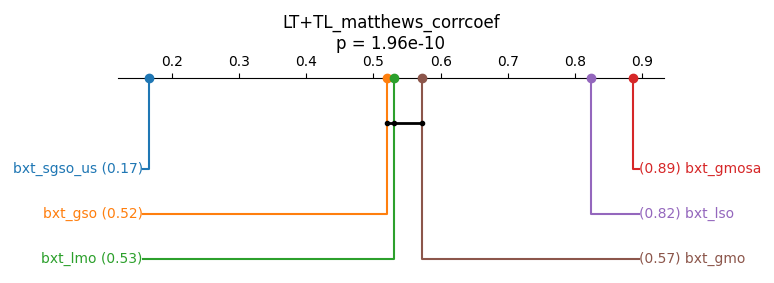 LT+TL_matthews_corrcoef
p = 1.96e-10
0.2 0.3 0.4 0.5 0.6 0.7 0.8 0.9
bxt_sgso_us (0.17) (0.89) bxt_gmosa
bxt_gso (0.52) (0.82) bxt_lso
bxt_lmo (0.53) (0.57) bxt_gmo